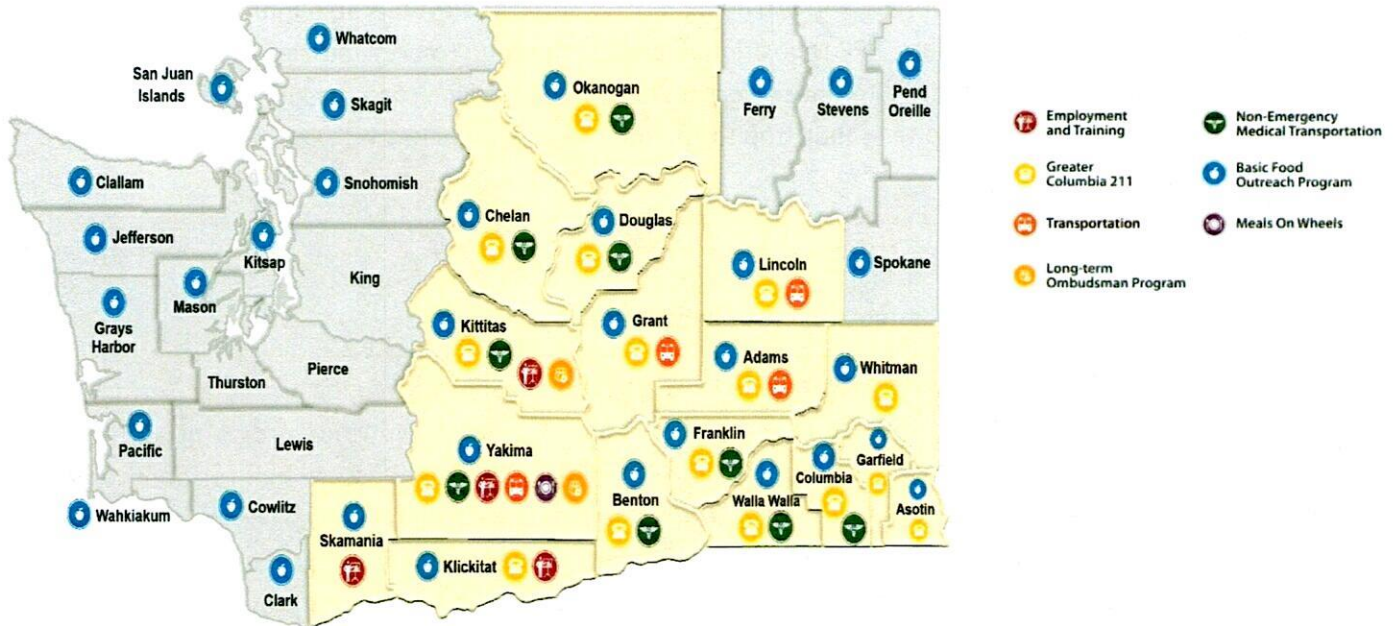 Whatcom
San Juan
Islands
Skagit
Okanogan
Ferry
Stevens
Pend
Oreille
Clallam
Snohomish
Chelan
Douglas
Jefferson
Kitsap
King
Lincoln
Spokane
Mason
Grays
Harbor
Kittitas
Grant
Adams
Whitman
Thurston
Pierce
Pacific
Lewis
Yakima
Franklin
Garfield
Columbia
Benton
Walla Walla
Asotin
Wahkiakum
Cowlitz
Skamania
Klickitat
Clark
Employment
and Training
Greater
Columbia 211
Transportation
Long-term
Ombudsman Program
Non-Emergency
Medical Transportation
Basic Food
Outreach Program
Meals On Wheels